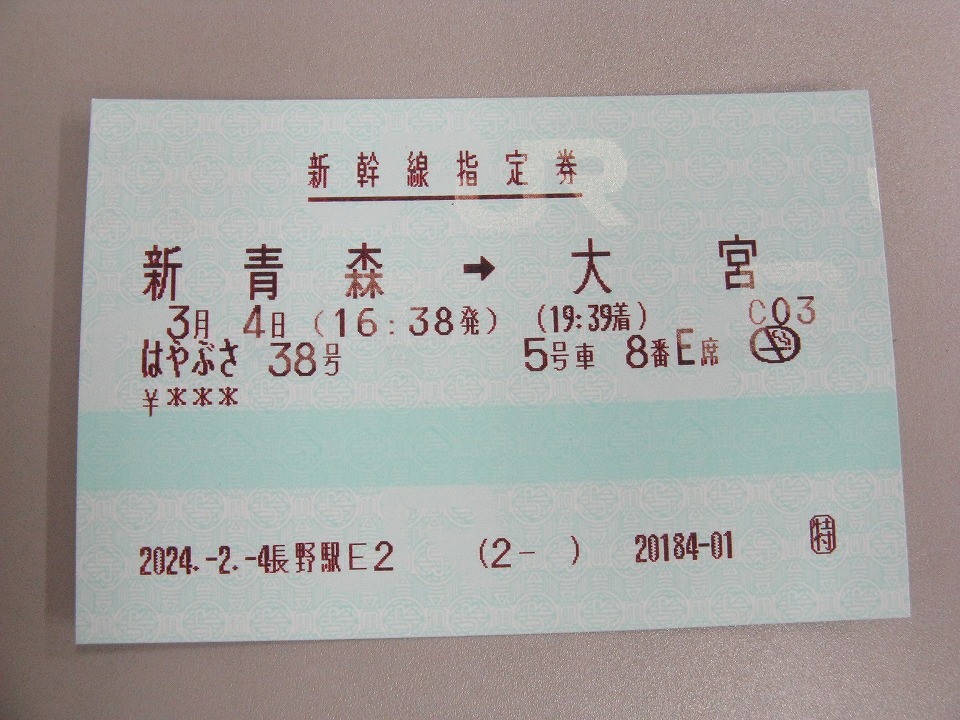 新幹線指定券
新青森 → 大宮
3月 4日 (16:38発) (19:39着) C03
はやぶさ 38号 5号車 8番E席
¥***
2024.-2.-4長野駅E2 (2- ) 20184-01 特
JR